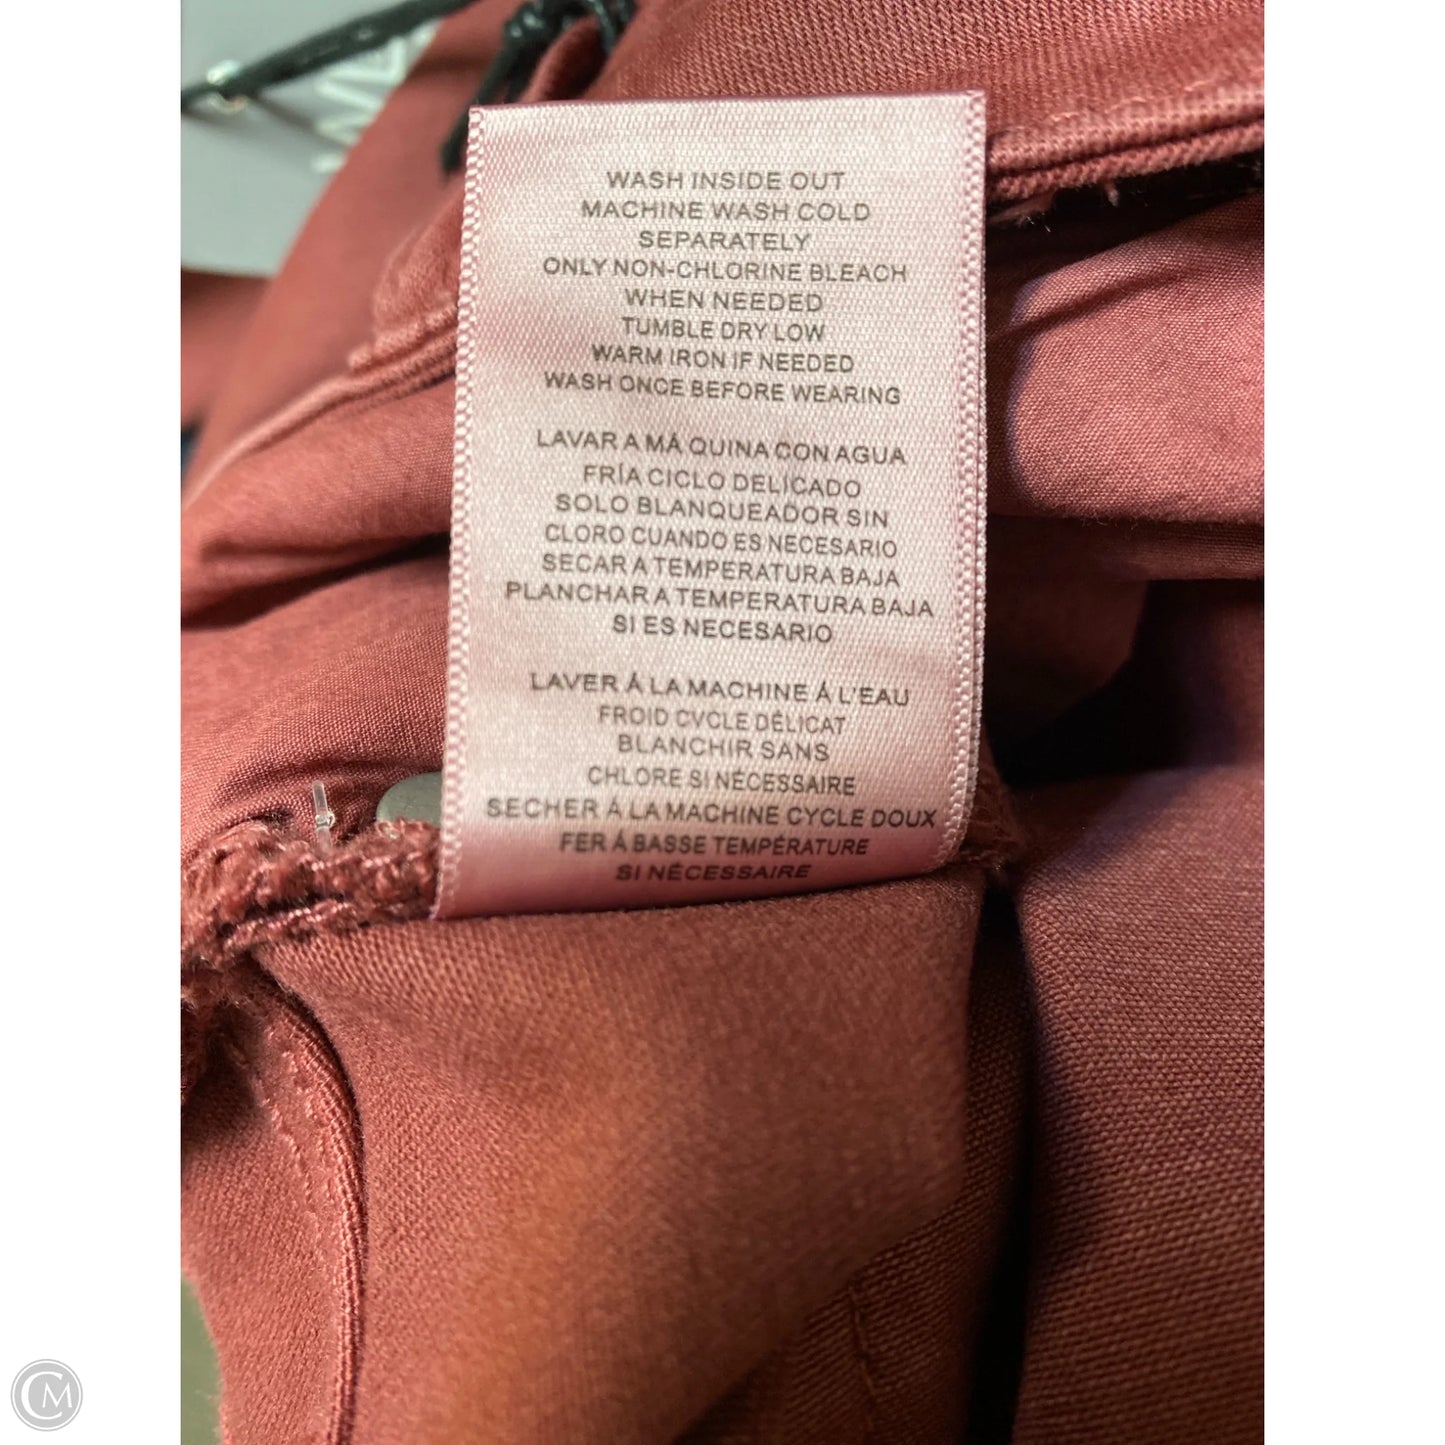 WASH INSIDE OUT
MACHINE WASH COLD
SEPARATELY
ONLY NON-CHLORINE BLEACH
WHEN NEEDED
TUMBLE DRY LOW
WARM IRON IF NEEDED
WASH ONCE BEFORE WEARING
LAVAR A MÁ QUINA CON AGUA
FRÍA CICLO DELICADO
SOLO BLANQUEADOR SIN
CLORO CUANDO ES NECESARIO
SECAR A TEMPERATURA BAJA
PLANCHAR A TEMPERATURA BAJA
SI ES NECESARIO
LAVER Á LA MACHINE Á L'EAU
FROID CVCLE DÉLICAT
BLANCHIR SANS
CHLORE SI NÉCESSAIRE
SECHER Á LA MACHINE CYCLE DOUX
FER Á BASSE TEMPÉRATURE
SI NÉCESSAIRE
CM